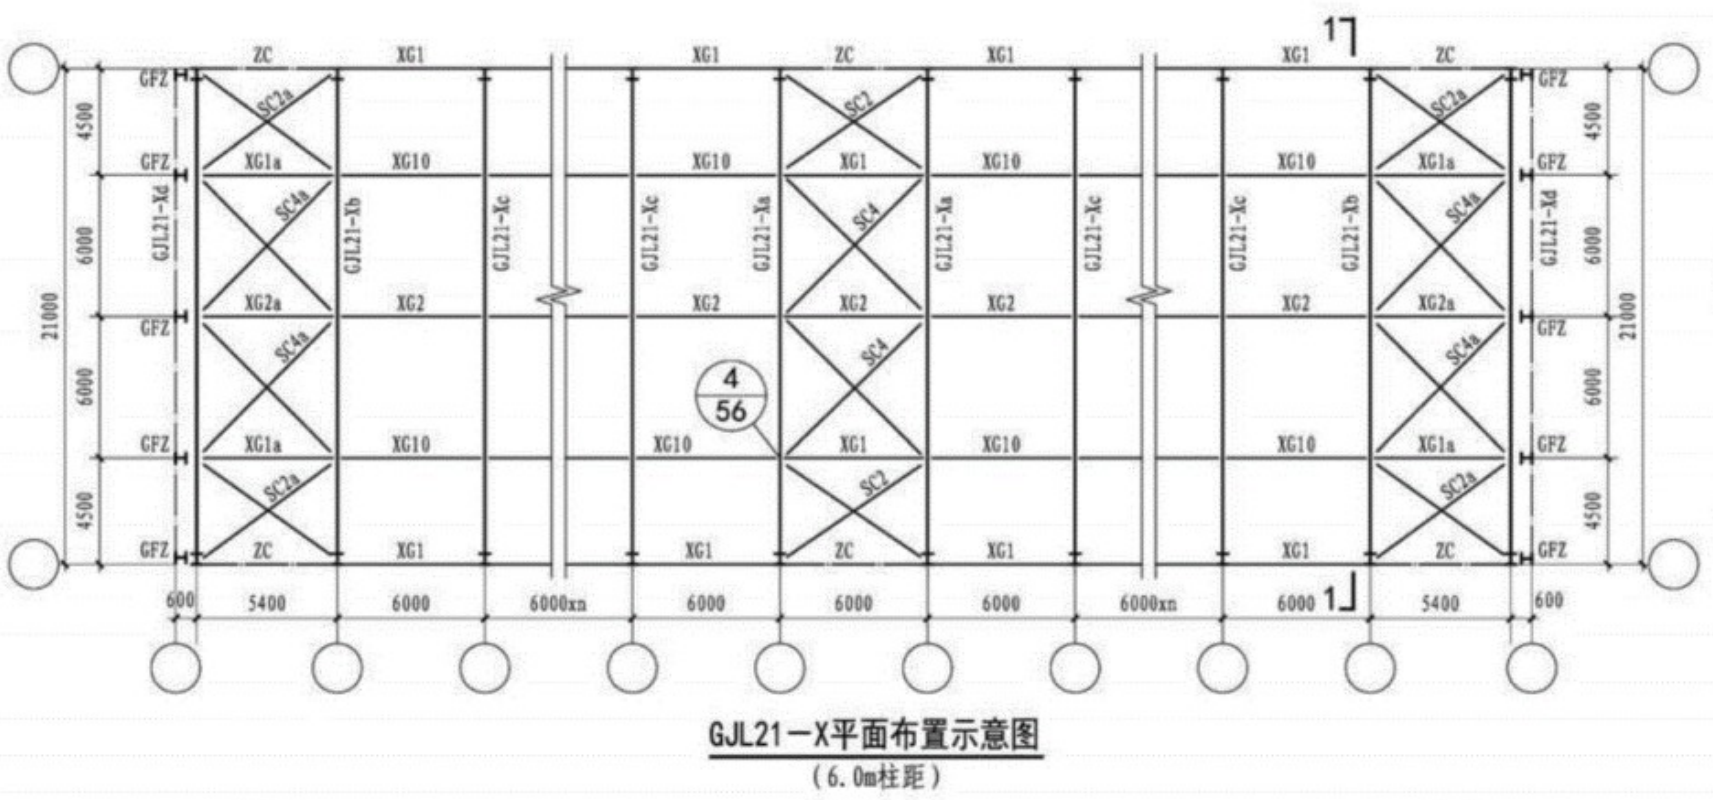 1
ZC XG1 XG1 ZC XG1 XG1 ZC
GFZ GFZ
SC2a SC2 SC2a
4500 4500
GFZ XG1a XG10 XG10 XG1 XG10 XG10 XG1a GFZ
SC4a SC4 SC4a
GJL21-Xd GJL21-Xb GJL21-Xc GJL21-Xc GJL21-Xa GJL21-Xa GJL21-Xc GJL21-Xc GJL21-Xb GJL21-Xd
6000 6000
XG2a XG2 XG2 XG2 XG2 XG2 XG2a
GFZ GFZ
21000 21000
SC4a SC4 SC4a
4
56
6000 6000
GFZ XG1a XG10 XG10 XG1 XG10 XG10 XG1a GFZ
SC2a SC2 SC2a
4500 4500
GFZ ZC XG1 XG1 ZC XG1 XG1 ZC GFZ
600 5400 6000 6000xn 6000 6000 6000 6000xn 6000 1 5400 600
GJL21-X平面布置示意图
(6.0m柱距)